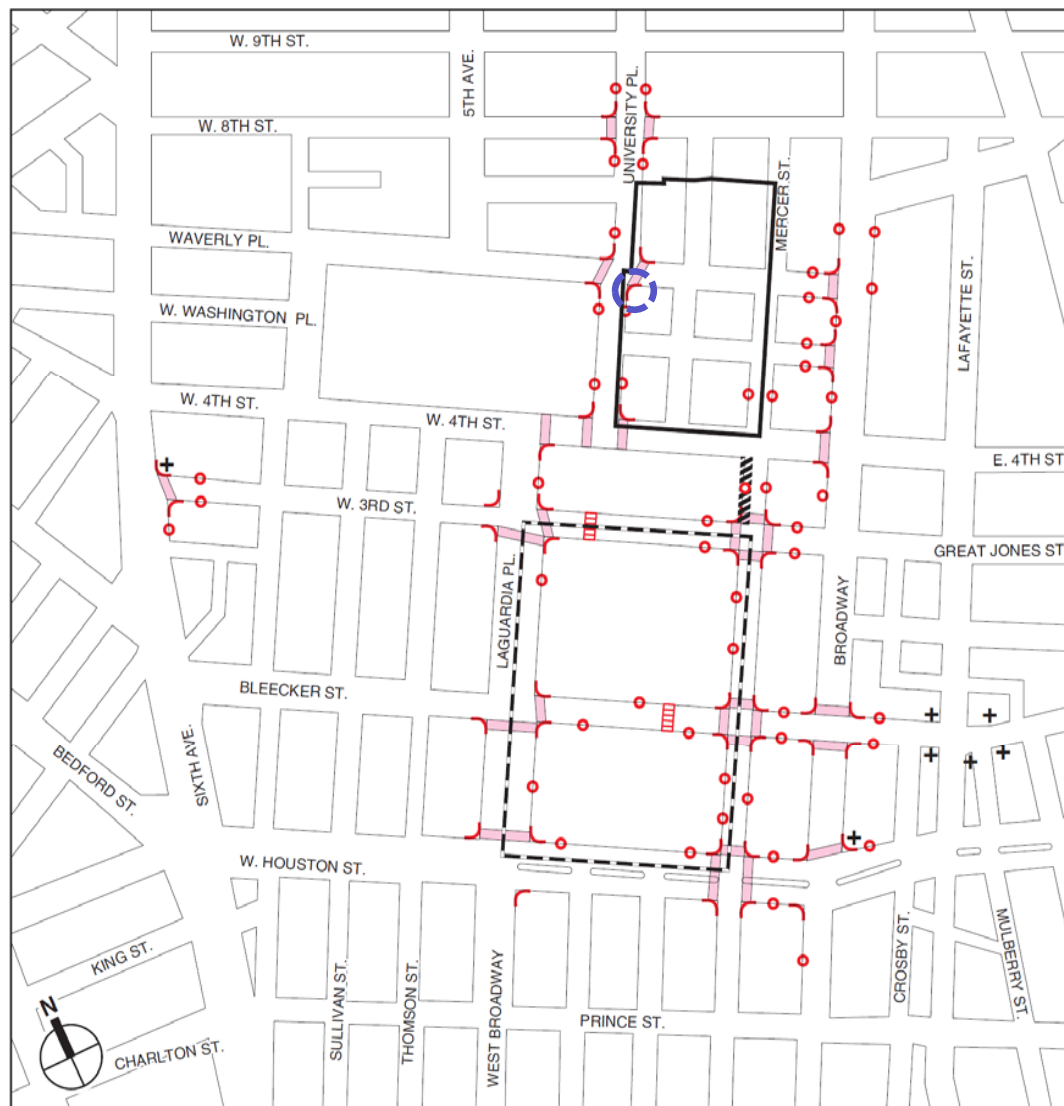 W. 9TH ST.
5TH AVE.
UNIVERSITY PL.
W. 8TH ST.
MERCER ST.
WAVERLY PL.
W. WASHINGTON PL.
LAFAYETTE ST.
W. 4TH ST.
W. 4TH ST.
E. 4TH ST
W. 3RD ST.
GREAT JONES ST
LAGUARDIA PL.
BROADWAY
BLEECKER ST.
SIXTH AVE.
BEDFORD ST.
W. HOUSTON ST.
KING ST.
SULLIVAN ST.
THOMSON ST.
WEST BROADWAY
CROSBY ST.
MULBERRY ST.
PRINCE ST.
N
CHARLTON ST.